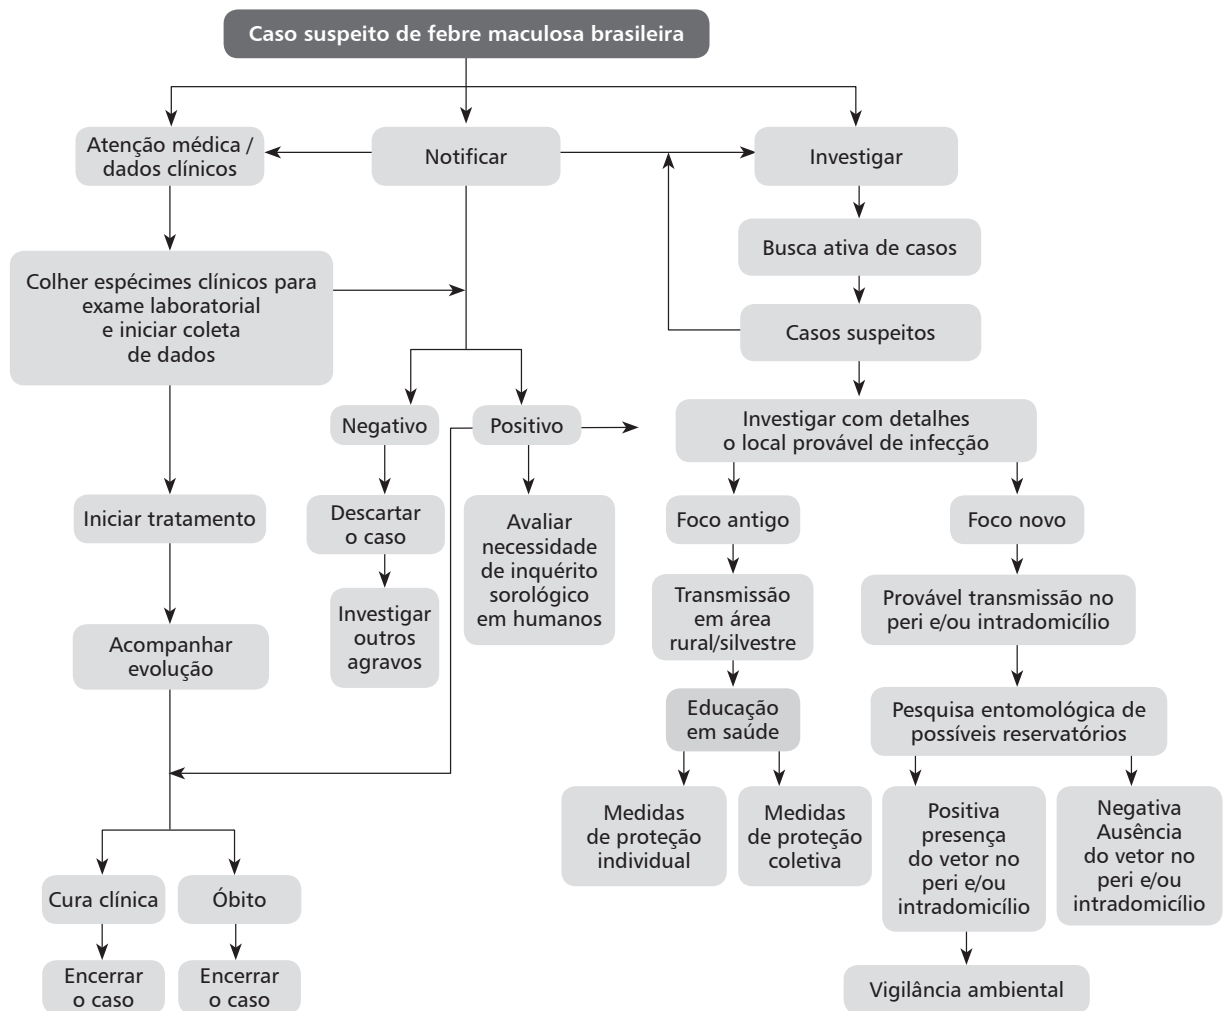 Caso suspeito de febre maculosa brasileira
Atenção médica /
dados clínicos
Notificar
Investigar
Busca ativa de casos
Colher espécimes clínicos para
exame laboratorial
e iniciar coleta
de dados
Casos suspeitos
Negativo
Positivo
Investigar com detalhes
o local provável de infecção
Iniciar tratamento
Descartar
o caso
Avaliar
necessidade
de inquérito
sorológico
em humanos
Foco antigo
Foco novo
Investigar
outros
agravos
Transmissão
em área
rural/silvestre
Provável transmissão no
peri e/ou intradomicílio
Acompanhar
evolução
Educação
em saúde
Pesquisa entomológica de
possíveis reservatórios
Medidas
de proteção
individual
Medidas
de proteção
coletiva
Positiva
presença
do vetor no
peri e/ou
intradomicílio
Negativa
Ausência
do vetor no
peri e/ou
intradomicílio
Cura clínica
Óbito
Encerrar
o caso
Encerrar
o caso
Vigilância ambiental